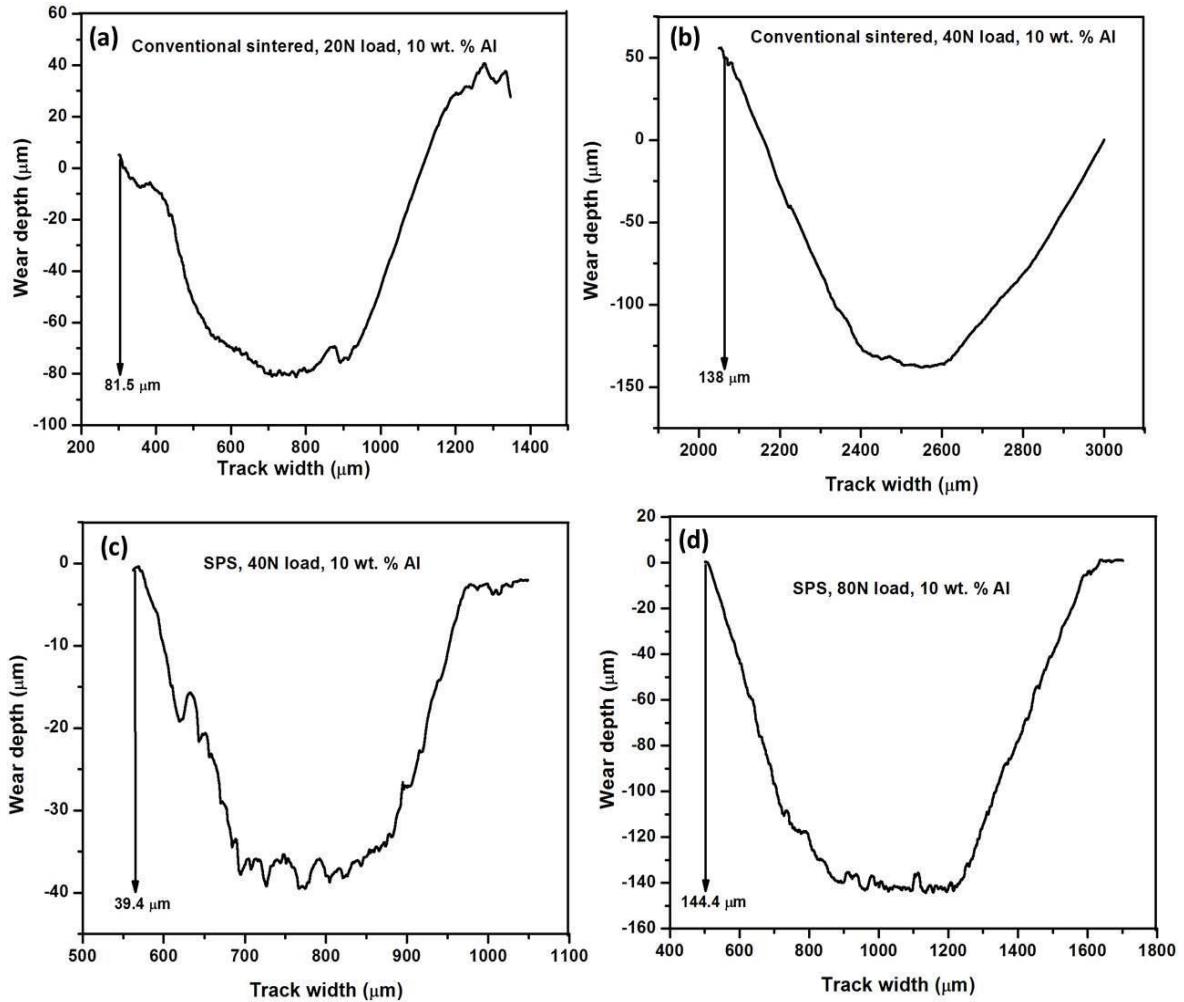 (a)
Conventional sintered, 20N load, 10 wt. % Al
60
40
20
0
-20
-40
-60
-80
-100
Wear depth (μm)
81.5 μm
200 400 600 800 1000 1200 1400
Track width (μm)
(b)
Conventional sintered, 40N load, 10 wt. % Al
50
0
-50
-100
-150
Wear depth (μm)
138 μm
2000 2200 2400 2600 2800 3000
Track width (μm)
(c)
SPS, 40N load, 10 wt. % Al
0
-10
-20
-30
-40
Wear depth (μm)
39.4 μm
500 600 700 800 900 1000 1100
Track width (μm)
(d)
SPS, 80N load, 10 wt. % Al
20
0
-20
-40
-60
-80
-100
-120
-140
-160
Wear depth (μm)
144.4 μm
400 600 800 1000 1200 1400 1600 1800
Track width (μm)